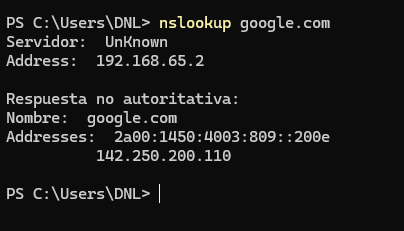 PS C:\Users\DNL> nslookup google.com
Servidor:  UnKnown
Address:  192.168.65.2

Respuesta no autoritativa:
Nombre:  google.com
Addresses:  2a00:1450:4003:809::200e
          142.250.200.110

PS C:\Users\DNL>